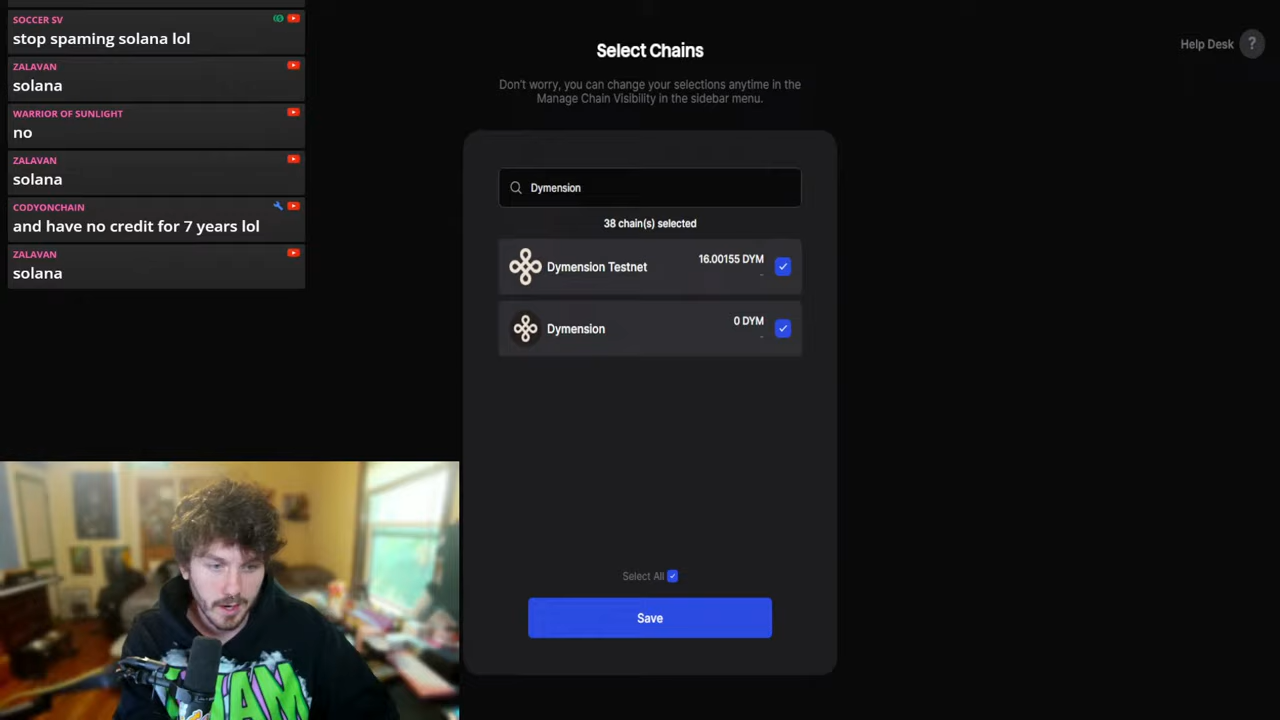 SOCCER SV
stop spaming solana lol
ZALAVAN
solana
WARRIOR OF SUNLIGHT
no
ZALAVAN
solana
CODYONCHAIN
and have no credit for 7 years lol
ZALAVAN
solana
Select Chains
Help Desk ?
Don't worry, you can change your selections anytime in the
Manage Chain Visibility in the sidebar menu.
Dymension
38 chain(s) selected
Dymension Testnet
16.00155 DYM
-
Dymension
0 DYM
-
Select All
Save